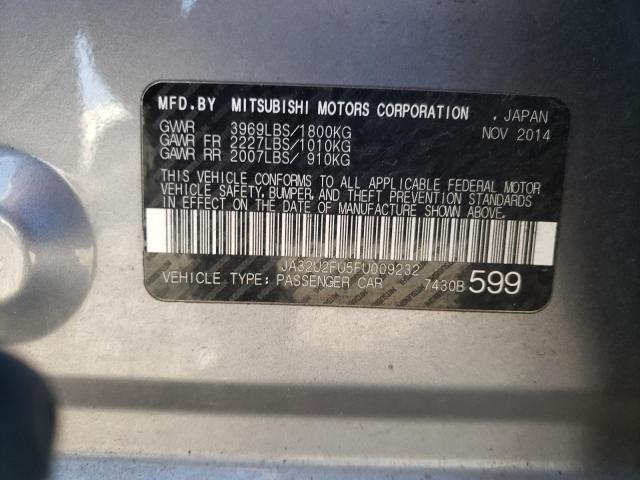 MFD.BY MITSUBISHI MOTORS CORPORATION , JAPAN
GVWR 3969LBS/1800KG NOV 2014
GAWR FR 2227LBS/1010KG
GAWR RR 2007LBS/ 910KG
THIS VEHICLE CONFORMS TO ALL APPLICABLE FEDERAL MOTOR
VEHICLE SAFETY, BUMPER, AND THEFT PREVENTION STANDARDS
IN EFFECT ON THE DATE OF MANUFACTURE SHOWN ABOVE.
JA32U2FU5FU009232
VEHICLE TYPE: PASSENGER CAR 7430B 599